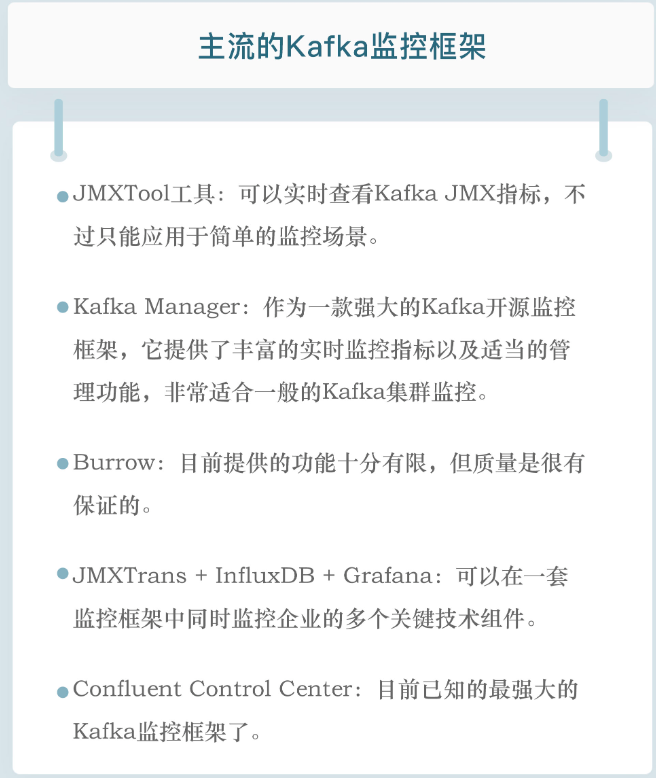 主流的Kafka监控框架
JMXTool工具：可以实时查看Kafka JMX指标，不
过只能应用于简单的监控场景。
Kafka Manager：作为一款强大的Kafka开源监控
框架，它提供了丰富的实时监控指标以及适当的管
理功能，非常适合一般的Kafka集群监控。
Burrow：目前提供的功能十分有限，但质量是很有
保证的。
JMXTrans + InfluxDB + Grafana：可以在一套
监控框架中同时监控企业的多个关键技术组件。
Confluent Control Center：目前已知的最强大的
Kafka监控框架了。